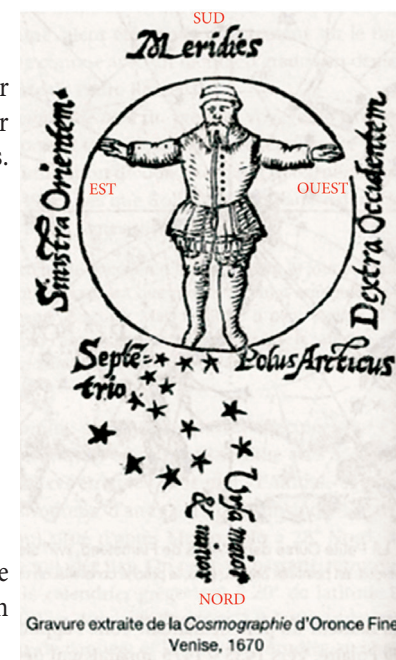 SUD
Meridies
r
r
s.
Sinistra Orientem
EST
OUEST
Dextra Occidentem
Septē=
trio
Polus Arcticus
Ursa maior
& minor
NORD
e
n
Gravure extraite de la Cosmographie d'Oronce Fine
Venise, 1670